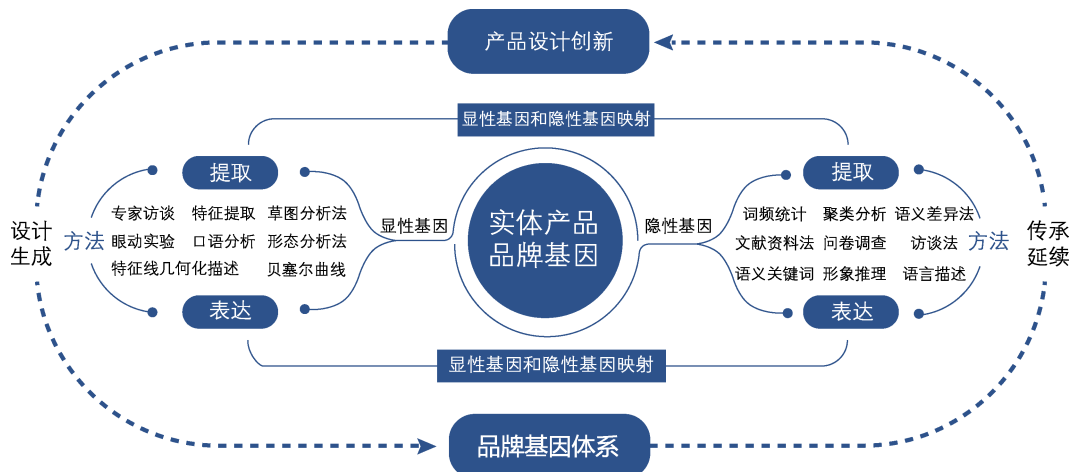 产品设计创新
显性基因和隐性基因映射
提取
提取
专家访谈 特征提取 草图分析法
眼动实验 口语分析 形态分析法
特征线几何化描述 贝塞尔曲线
方法
设计
生成
显性基因
实体产品
品牌基因
隐性基因
词频统计 聚类分析 语义差异法
文献资料法 问卷调查 访谈法
语义关键词 形象推理 语言描述
方法
传承
延续
表达
表达
显性基因和隐性基因映射
品牌基因体系